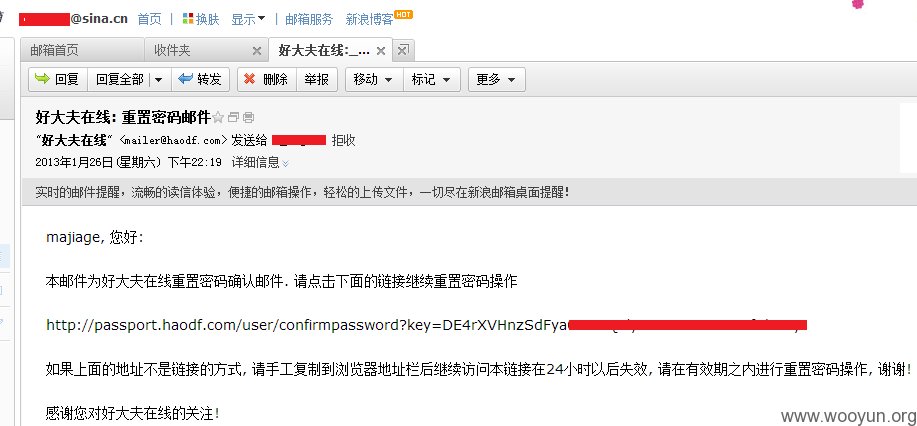 @sina.cn 首页 | 换肤 显示 | 邮箱服务 新浪博客 HOT
邮箱首页 收件夹 好大夫在线:_...
回复 回复全部 转发 删除 举报 移动 标记 更多
好大夫在线: 重置密码邮件
"好大夫在线" <mailer@haodf.com> 发送给 拒收
2013年1月26日(星期六) 下午22:19 详细信息
实时的邮件提醒，流畅的读信体验，便捷的邮箱操作，轻松的上传文件，一切尽在新浪邮箱桌面提醒!
majiage, 您好:
本邮件为好大夫在线重置密码确认邮件. 请点击下面的链接继续重置密码操作
http://passport.haodf.com/user/confirmpassword?key=DE4rXVHnzSdFya
如果上面的地址不是链接的方式, 请手工复制到浏览器地址栏后继续访问本链接在24小时以后失效, 请在有效期之内进行重置密码操作, 谢谢!
感谢您对好大夫在线的关注!
www.wooyun.org